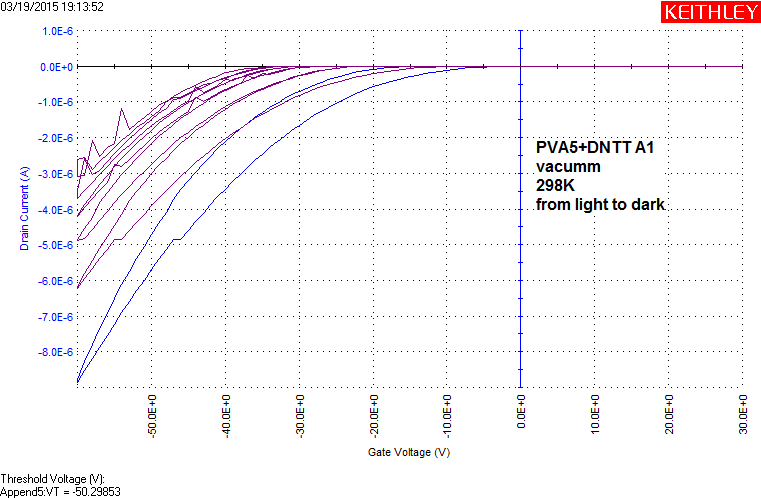 03/19/2015 19:13:52
KEITHLEY
1.0E-6
0.0E+0
-1.0E-6
-2.0E-6
-3.0E-6
-4.0E-6
-5.0E-6
-6.0E-6
-7.0E-6
-8.0E-6
Drain Current (A)
PVA5+DNTT A1
vacumm
298K
from light to dark
-50.0E+0
-40.0E+0
-30.0E+0
-20.0E+0
-10.0E+0
0.0E+0
10.0E+0
20.0E+0
30.0E+0
Gate Voltage (V)
Threshold Voltage (V):
Append5:VT = -50.29853